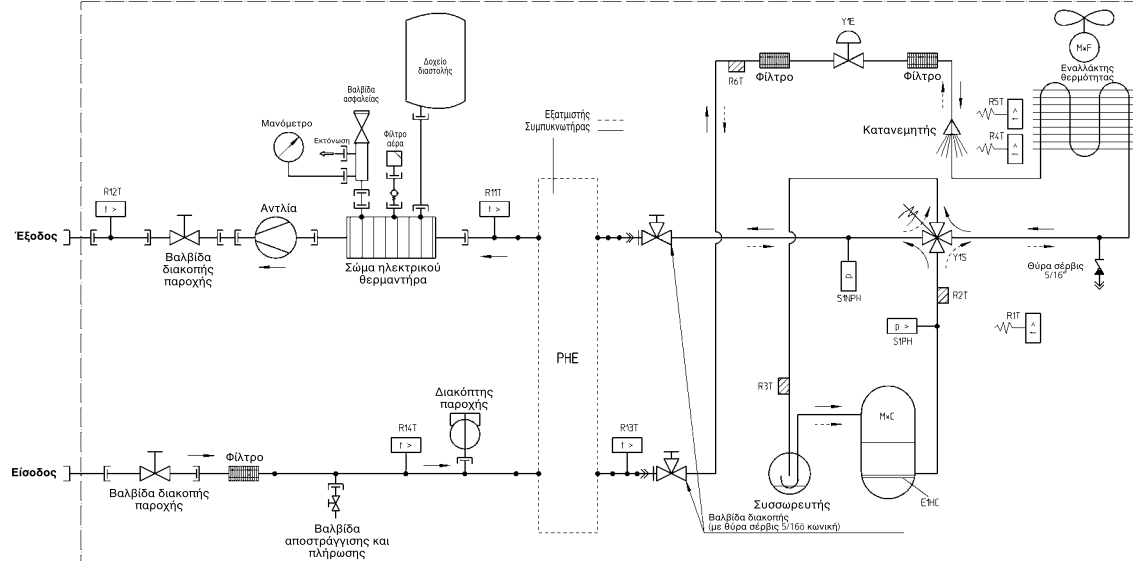 Y1E
M×F
Εναλλάκτης
θερμότητας
Δοχείο
διαστολής
Φίλτρο
Φίλτρο
R6T
Βαλβίδα
ασφαλείας
R5T
R4T
Εξατμιστής
Συμπυκνωτήρας
Μανόμετρο
Εκτόνωση
Φίλτρο
αέρα
Κατανεμητής
R12T
t >
R11T
t >
Αντλία
Έξοδος
Βαλβίδα
διακοπής
παροχής
Σώμα ηλεκτρικού
θερμαντήρα
Y1S
Θύρα σέρβις
5/16"
p
S1NPH
R2T
p >
S1PH
R1T
PHE
R3T
Διακόπτης
παροχής
M×C
R14T
t >
R13T
t >
Είσοδος
Φίλτρο
Βαλβίδα διακοπής
παροχής
Συσσωρευτής
E1HC
Βαλβίδα
αποστράγγισης και
πλήρωσης
Βαλβίδα διακοπής
(με θύρα σέρβις 5/16ö κωνική)